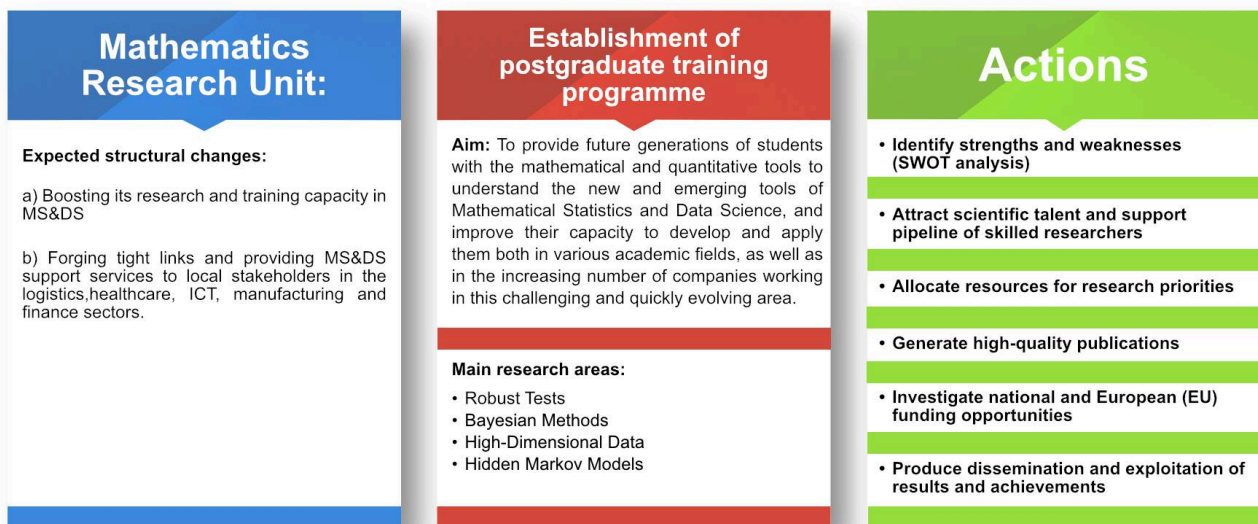 Mathematics
Research Unit:
Expected structural changes:
a) Boosting its research and training capacity in
MS&DS
b) Forging tight links and providing MS&DS
support services to local stakeholders in the
logistics,healthcare, ICT, manufacturing and
finance sectors.
Establishment of
postgraduate training
programme
Aim: To provide future generations of students
with the mathematical and quantitative tools to
understand the new and emerging tools of
Mathematical Statistics and Data Science, and
improve their capacity to develop and apply
them both in various academic fields, as well as
in the increasing number of companies working
in this challenging and quickly evolving area.
Main research areas:
• Robust Tests
• Bayesian Methods
• High-Dimensional Data
• Hidden Markov Models
Actions
• Identify strengths and weaknesses
(SWOT analysis)
• Attract scientific talent and support
pipeline of skilled researchers
• Allocate resources for research priorities
• Generate high-quality publications
• Investigate national and European (EU)
funding opportunities
• Produce dissemination and exploitation of
results and achievements